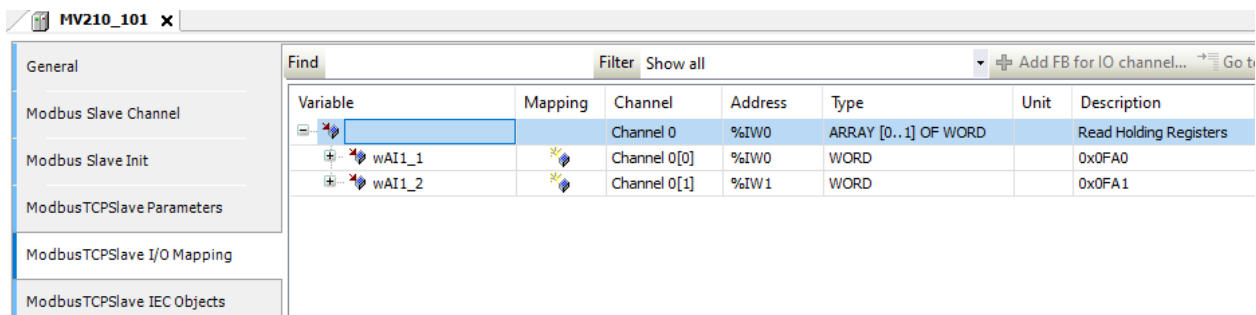 MV210_101 x
General
Modbus Slave Channel
Modbus Slave Init
ModbusTCPSlave Parameters
ModbusTCPSlave I/O Mapping
ModbusTCPSlave IEC Objects
Find Filter Show all Add FB for IO channel... Go to
Variable Mapping Channel Address Type Unit Description
Channel 0 %IW0 ARRAY [0..1] OF WORD Read Holding Registers
wAI1_1 Channel 0[0] %IW0 WORD 0x0FA0
wAI1_2 Channel 0[1] %IW1 WORD 0x0FA1